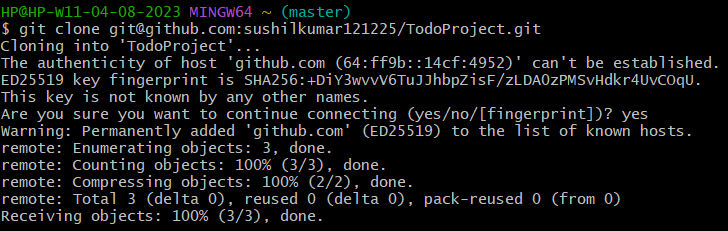 HP@HP-W11-04-08-2023 MINGW64 ~ (master)
$ git clone git@github.com:sushilkumar121225/TodoProject.git
Cloning into 'TodoProject'...
The authenticity of host 'github.com (64:ff9b::14cf:4952)' can't be established.
ED25519 key fingerprint is SHA256:+DiY3wvvV6TuJJhbpZisF/zLDA0zPMSvHdkr4UvCOqU.
This key is not known by any other names.
Are you sure you want to continue connecting (yes/no/[fingerprint])? yes
Warning: Permanently added 'github.com' (ED25519) to the list of known hosts.
remote: Enumerating objects: 3, done.
remote: Counting objects: 100% (3/3), done.
remote: Compressing objects: 100% (2/2), done.
remote: Total 3 (delta 0), reused 0 (delta 0), pack-reused 0 (from 0)
Receiving objects: 100% (3/3), done.